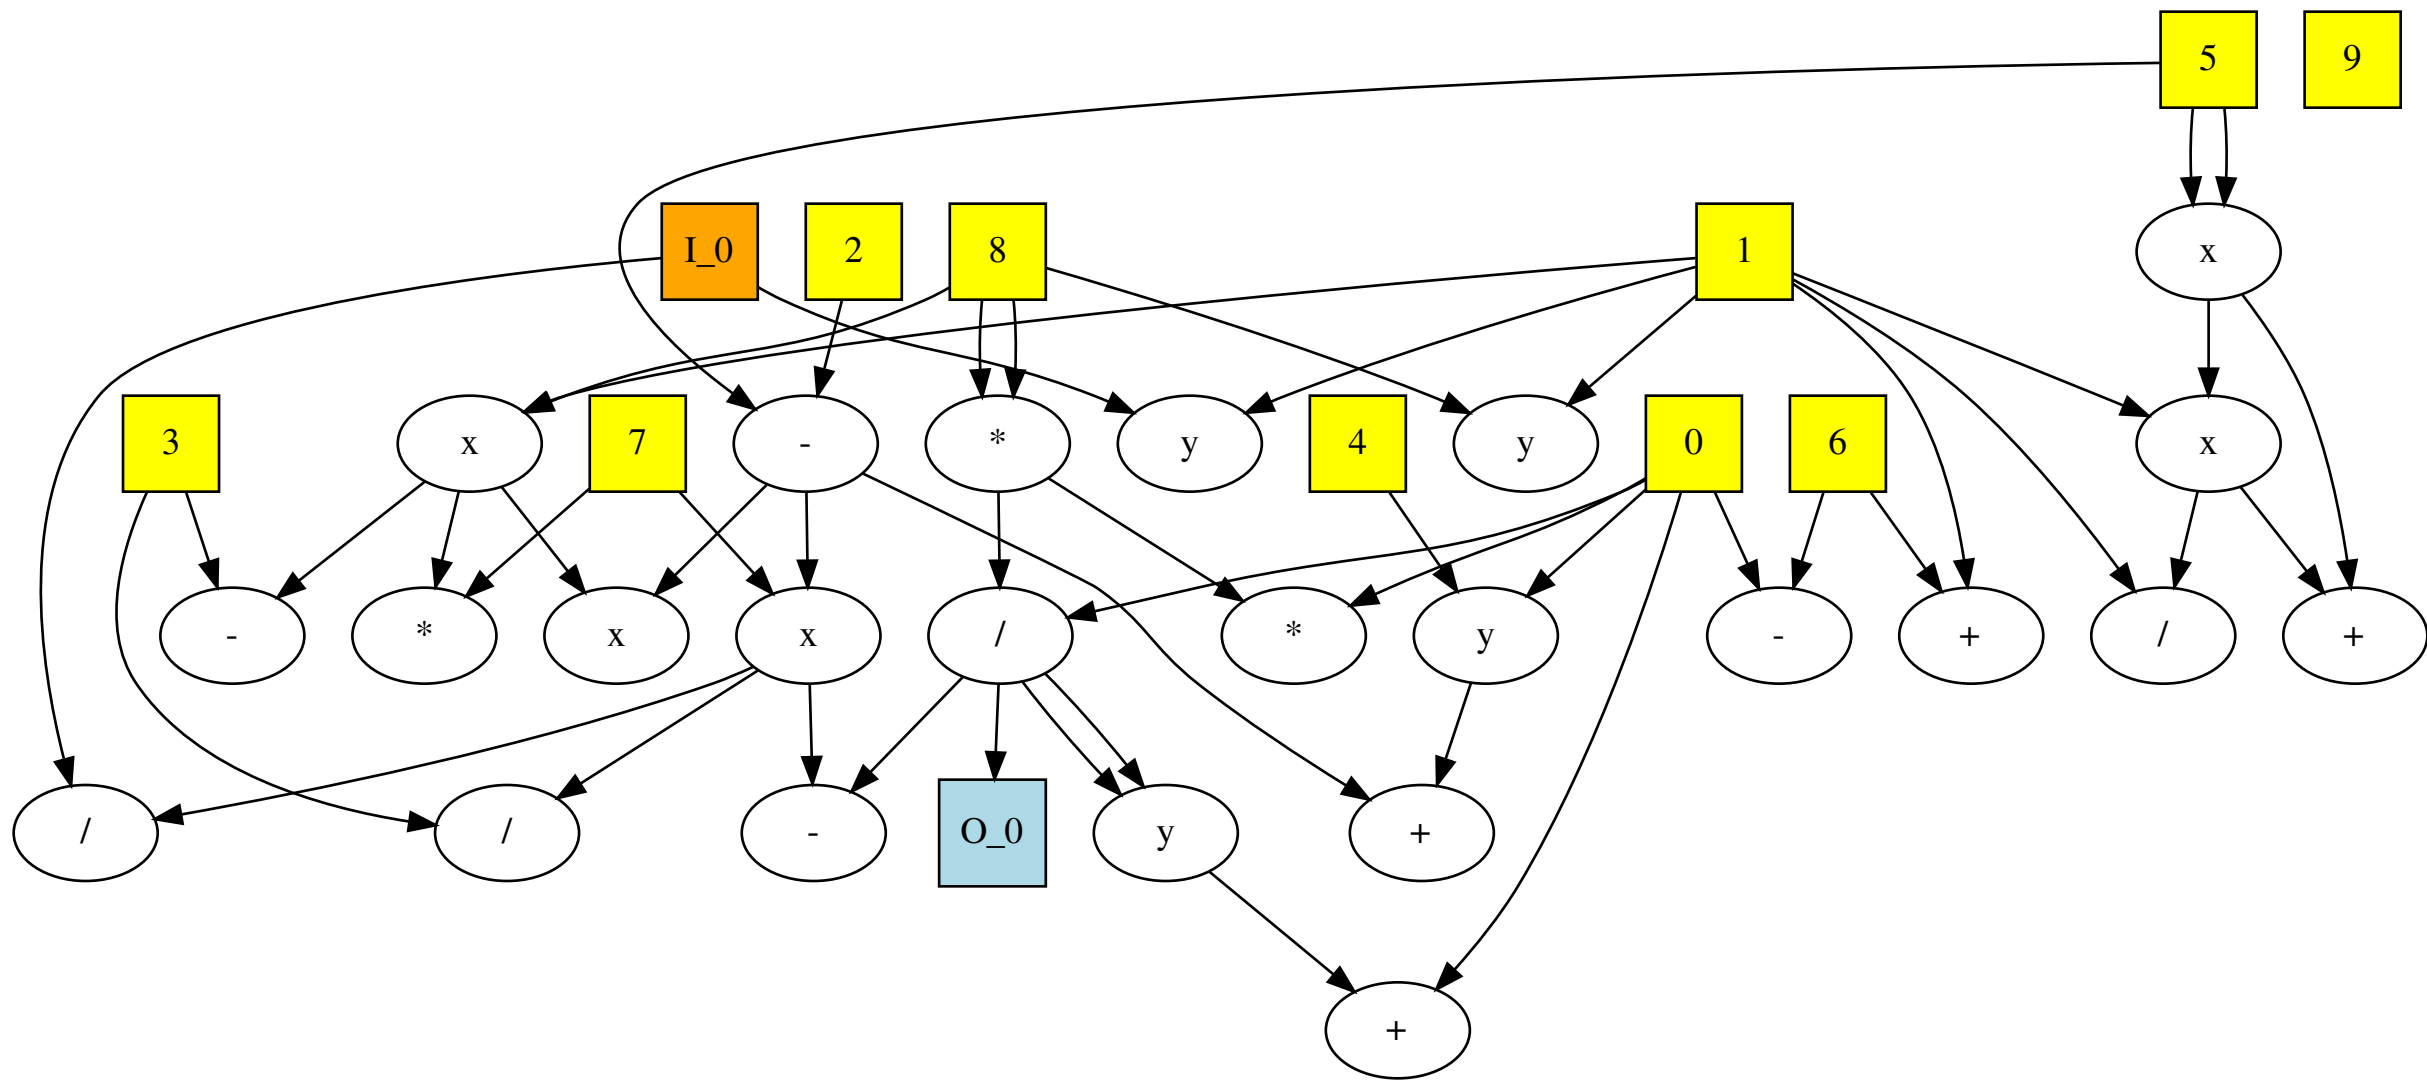 5 9
I_0 2 8 1 x
3 x 7 - * y 4 y 0 6 x
- * x x / * y - + / +
/ / - O_0 y +
+